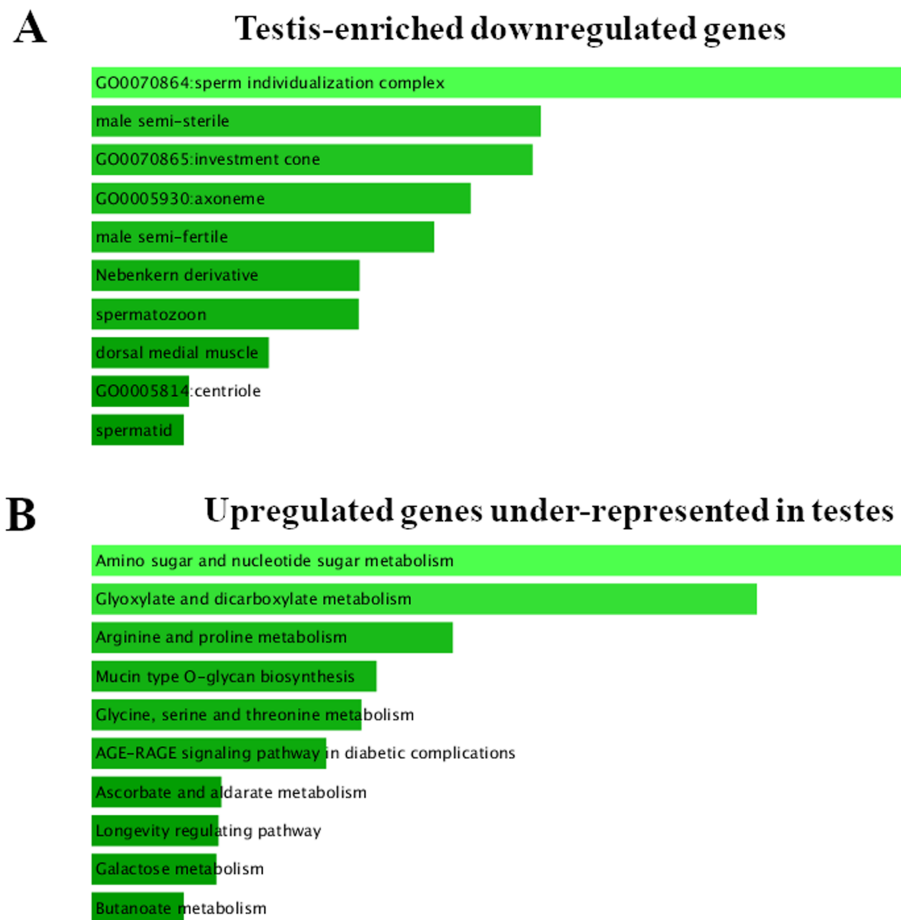 A
Testis-enriched downregulated genes
GO0070864:sperm individualization complex
male semi-sterile
GO0070865:investment cone
GO0005930:axoneme
male semi-fertile
Nebenkern derivative
spermatozoon
dorsal medial muscle
GO0005814:centriole
spermatid
B
Upregulated genes under-represented in testes
Amino sugar and nucleotide sugar metabolism
Glyoxylate and dicarboxylate metabolism
Arginine and proline metabolism
Mucin type O-glycan biosynthesis
Glycine, serine and threonine metabolism
AGE-RAGE signaling pathway in diabetic complications
Ascorbate and aldarate metabolism
Longevity regulating pathway
Galactose metabolism
Butanoate metabolism